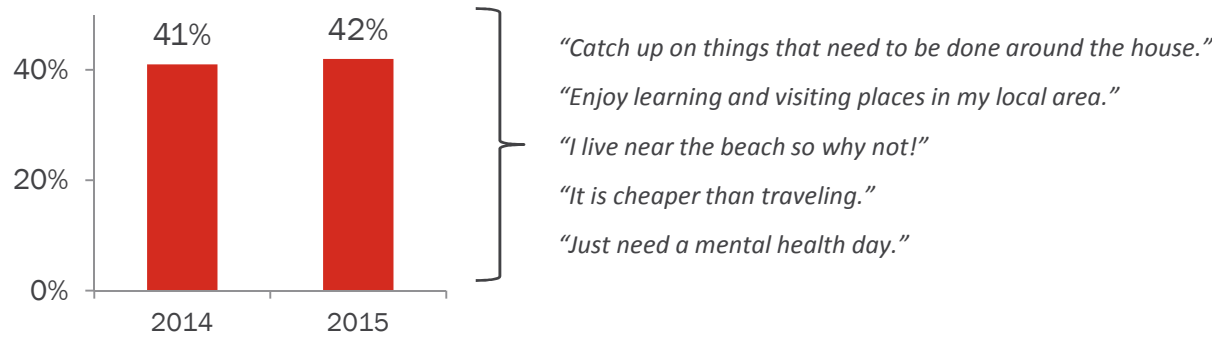 41%
42%
40%
20%
0%
2014
2015
“Catch up on things that need to be done around the house.”
“Enjoy learning and visiting places in my local area.”
“I live near the beach so why not!”
“It is cheaper than traveling.”
“Just need a mental health day.”